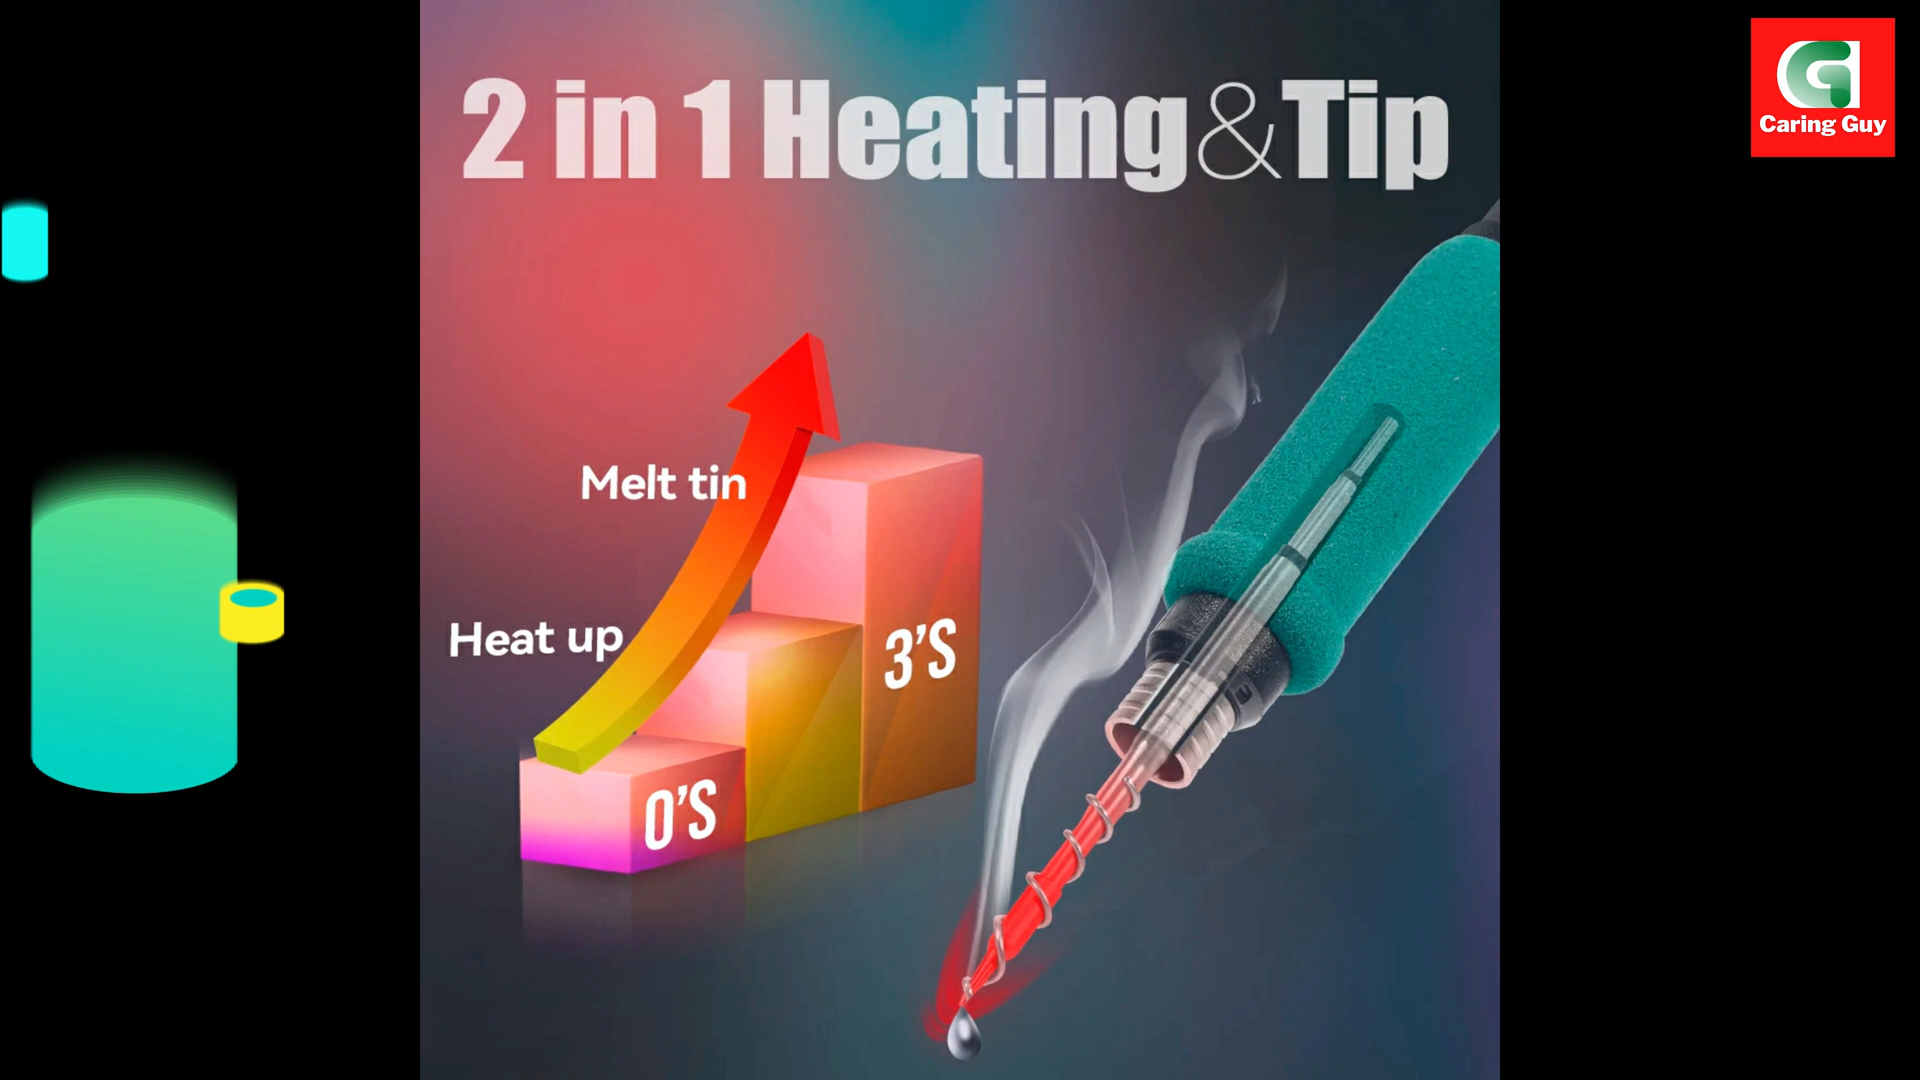 2 in 1 Heating&Tip
Caring Guy
Melt tin
Heat up
3'S
0'S